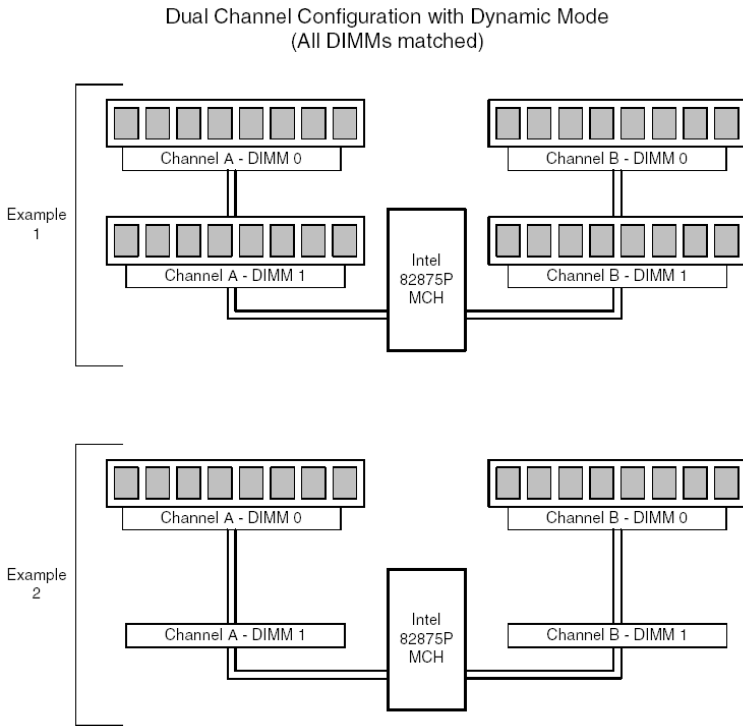 Dual Channel Configuration with Dynamic Mode
(All DIMMs matched)
Example
1
Channel A - DIMM 0
Channel B - DIMM 0
Channel A - DIMM 1
Channel B - DIMM 1
Intel
82875P
MCH
Example
2
Channel A - DIMM 0
Channel B - DIMM 0
Channel A - DIMM 1
Channel B - DIMM 1
Intel
82875P
MCH